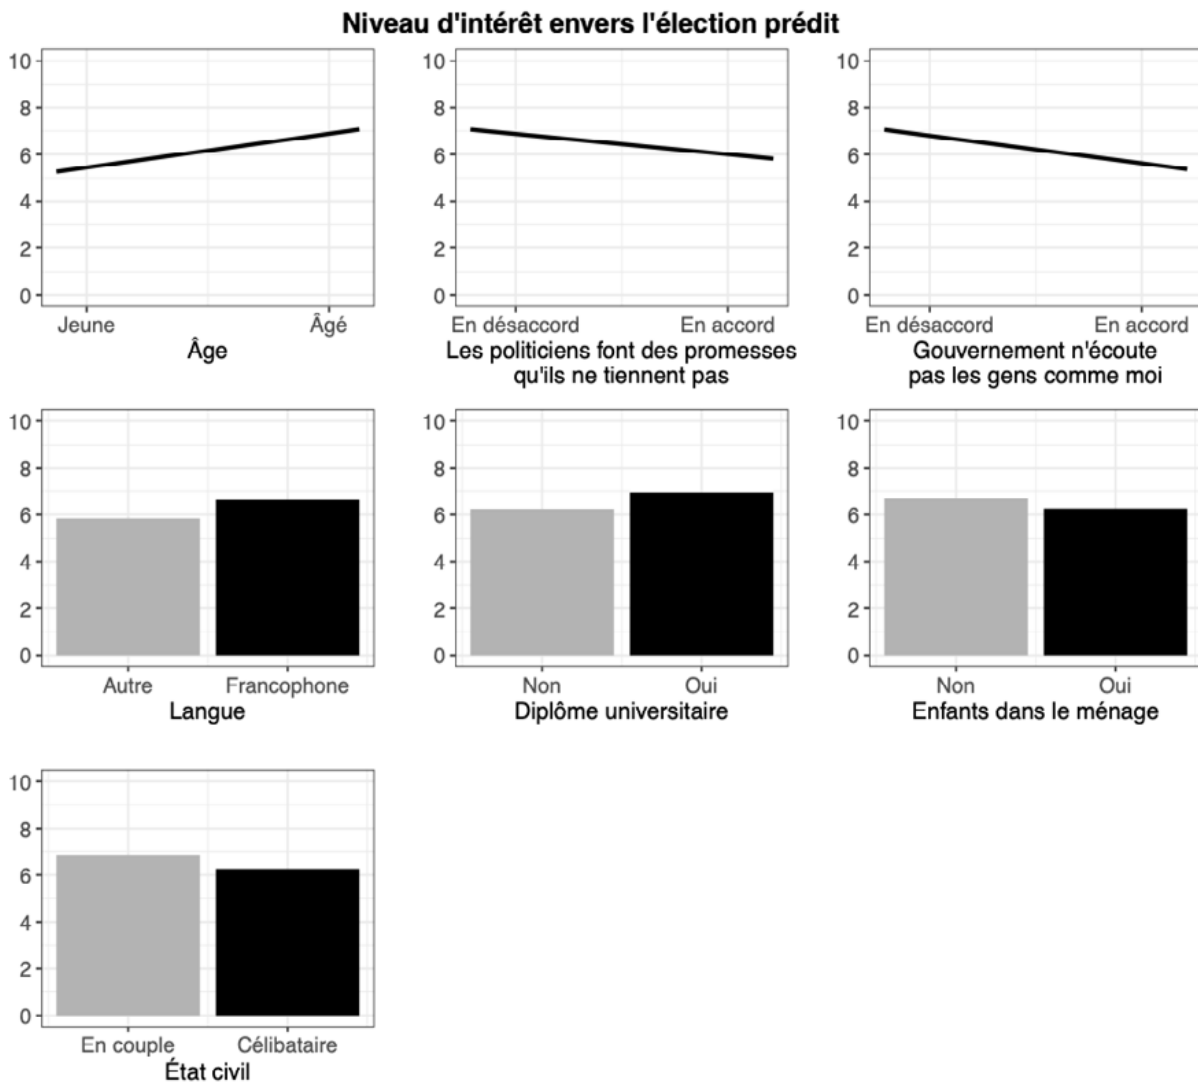 Niveau d'intérêt envers l'élection prédit
10
8
6
4
2
0
Jeune Âgé
Âge
10
8
6
4
2
0
En désaccord En accord
Les politiciens font des promesses
qu'ils ne tiennent pas
10
8
6
4
2
0
En désaccord En accord
Gouvernement n'écoute
pas les gens comme moi
10
8
6
4
2
0
Autre Francophone
Langue
10
8
6
4
2
0
Non Oui
Diplôme universitaire
10
8
6
4
2
0
Non Oui
Enfants dans le ménage
10
8
6
4
2
0
En couple Célibataire
État civil